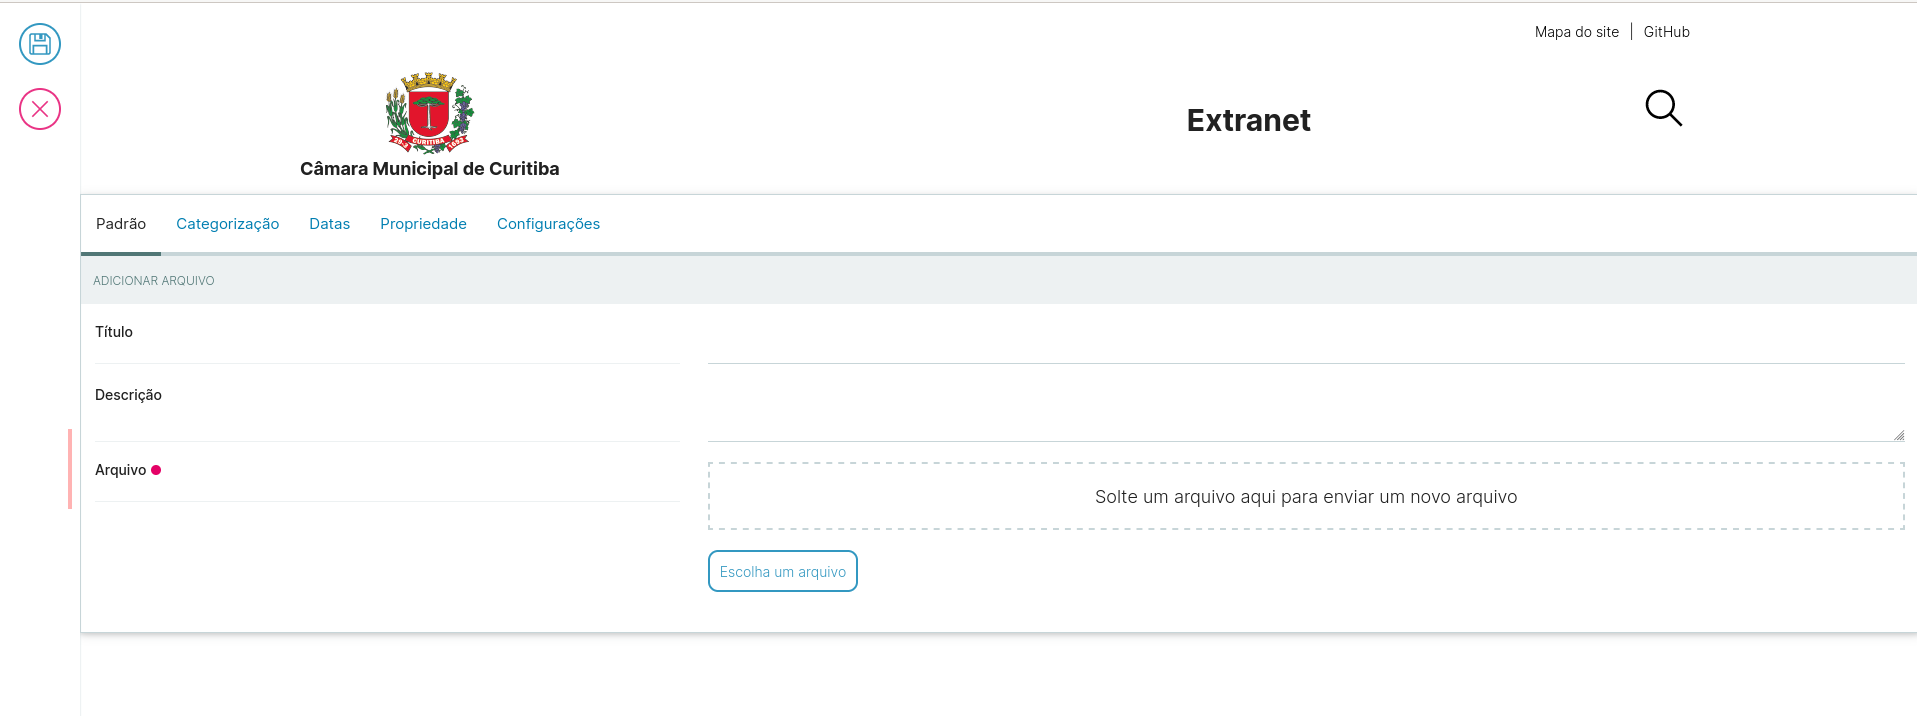 Mapa do site | GitHub
CURITIBA
Câmara Municipal de Curitiba
Extranet
Padrão Categorização Datas Propriedade Configurações
ADICIONAR ARQUIVO
Título
Descrição
Arquivo
Solte um arquivo aqui para enviar um novo arquivo
Escolha um arquivo